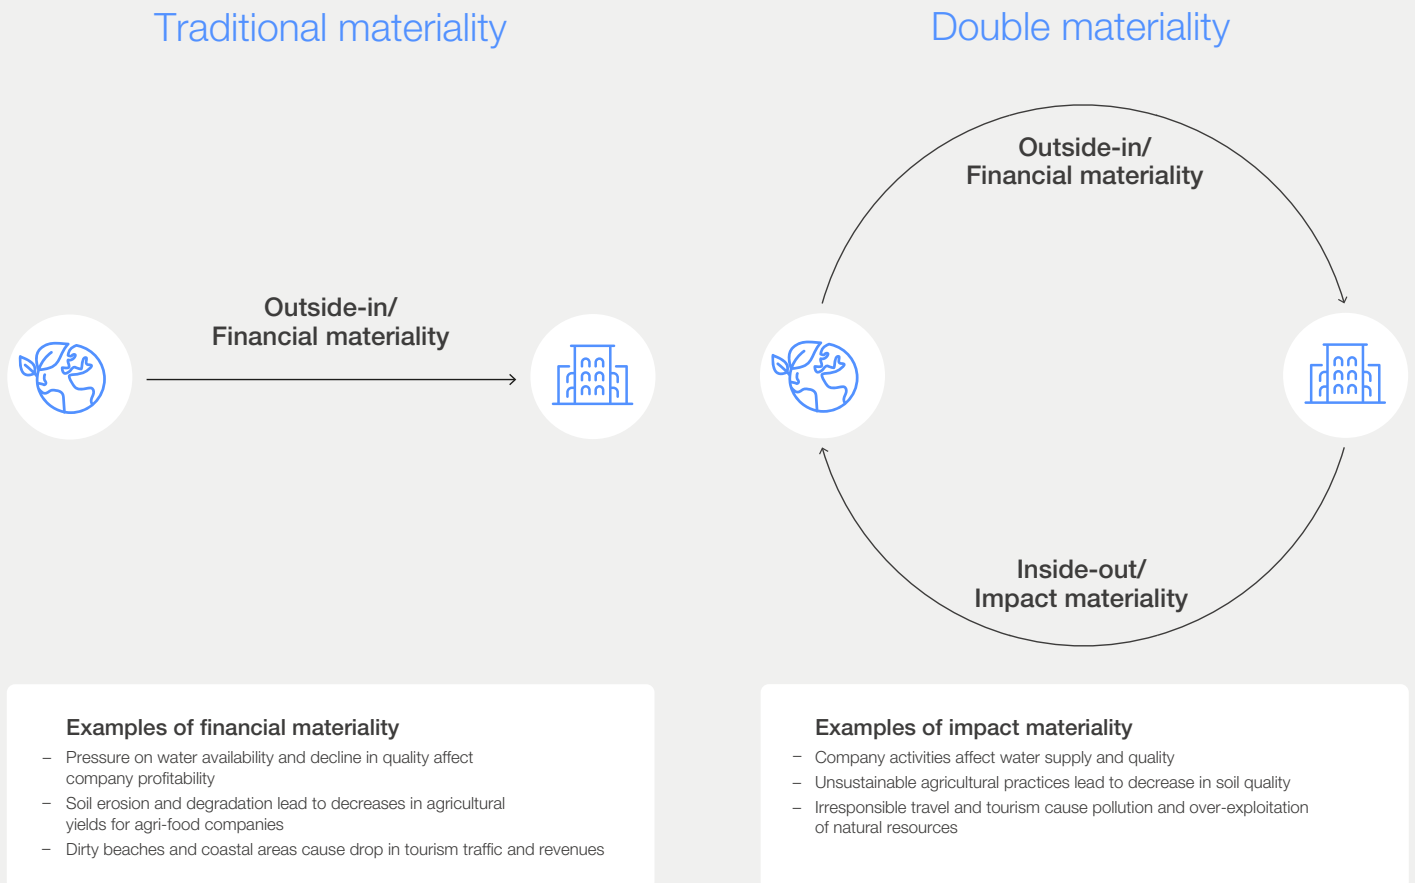 Traditional materiality
Outside-in/
Financial materiality
Examples of financial materiality
– Pressure on water availability and decline in quality affect
company profitability
– Soil erosion and degradation lead to decreases in agricultural
yields for agri-food companies
– Dirty beaches and coastal areas cause drop in tourism traffic and revenues
Double materiality
Outside-in/
Financial materiality
Inside-out/
Impact materiality
Examples of impact materiality
– Company activities affect water supply and quality
– Unsustainable agricultural practices lead to decrease in soil quality
– Irresponsible travel and tourism cause pollution and over-exploitation
of natural resources